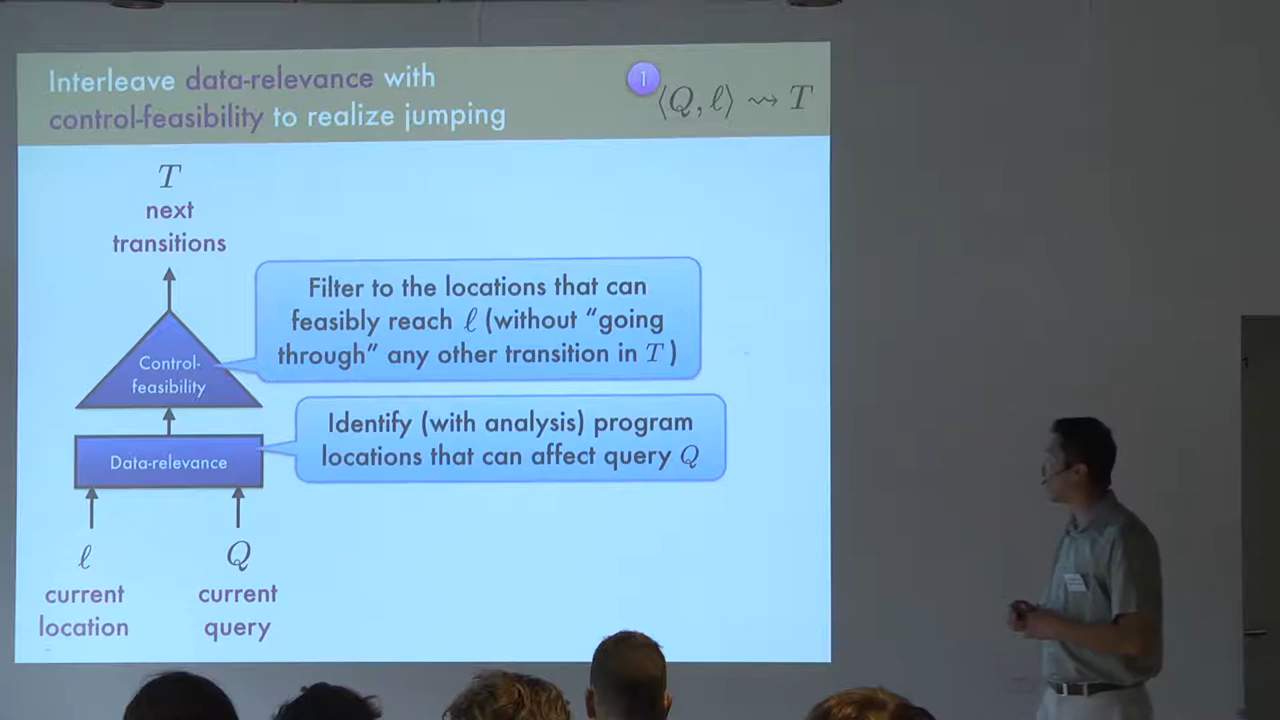 Interleave data-relevance with
control-feasibility to realize jumping
1
⟨Q, ℓ⟩ ⇝ T
T
next
transitions
Filter to the locations that can
feasibly reach ℓ (without “going
through” any other transition in T )
Control-
feasibility
Identify (with analysis) program
locations that can affect query Q
Data-relevance
ℓ
Q
current
location
current
query